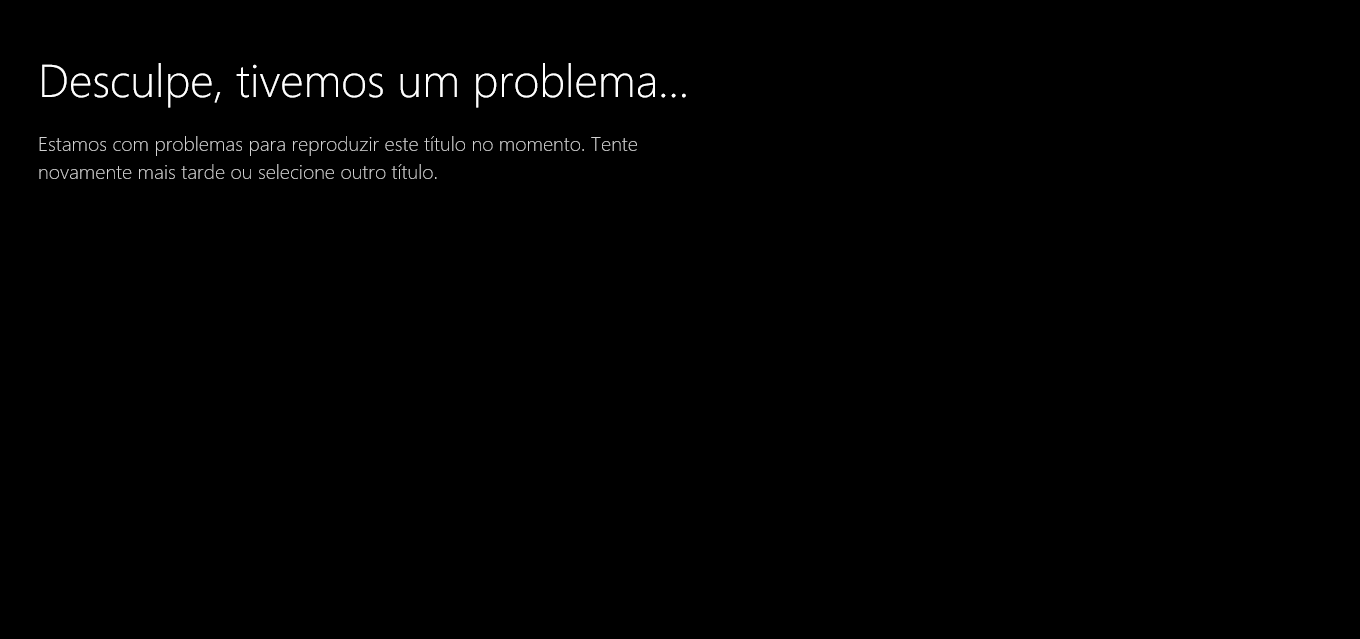 Desculpe, tivemos um problema...
Estamos com problemas para reproduzir este título no momento. Tente
novamente mais tarde ou selecione outro título.